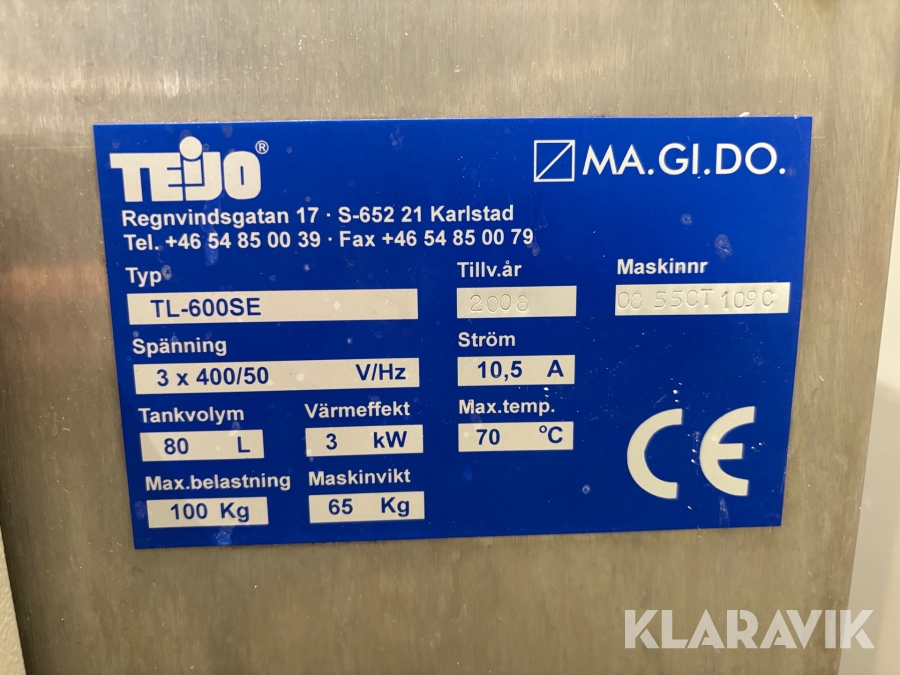 TEIJO®
MA.GI.DO.
Regnvindsgatan 17 · S-652 21 Karlstad
Tel. +46 54 85 00 39 · Fax +46 54 85 00 79
Typ
TL-600SE
Tillv.år
2008
Maskinnr
08 55CT 109C
Spänning
3 x 400/50 V/Hz
Ström
10,5 A
Tankvolym
80 L
Värmeffekt
3 kW
Max.temp.
70 °C
Max.belastning
100 Kg
Maskinvikt
65 Kg
CE
KLARAVIK